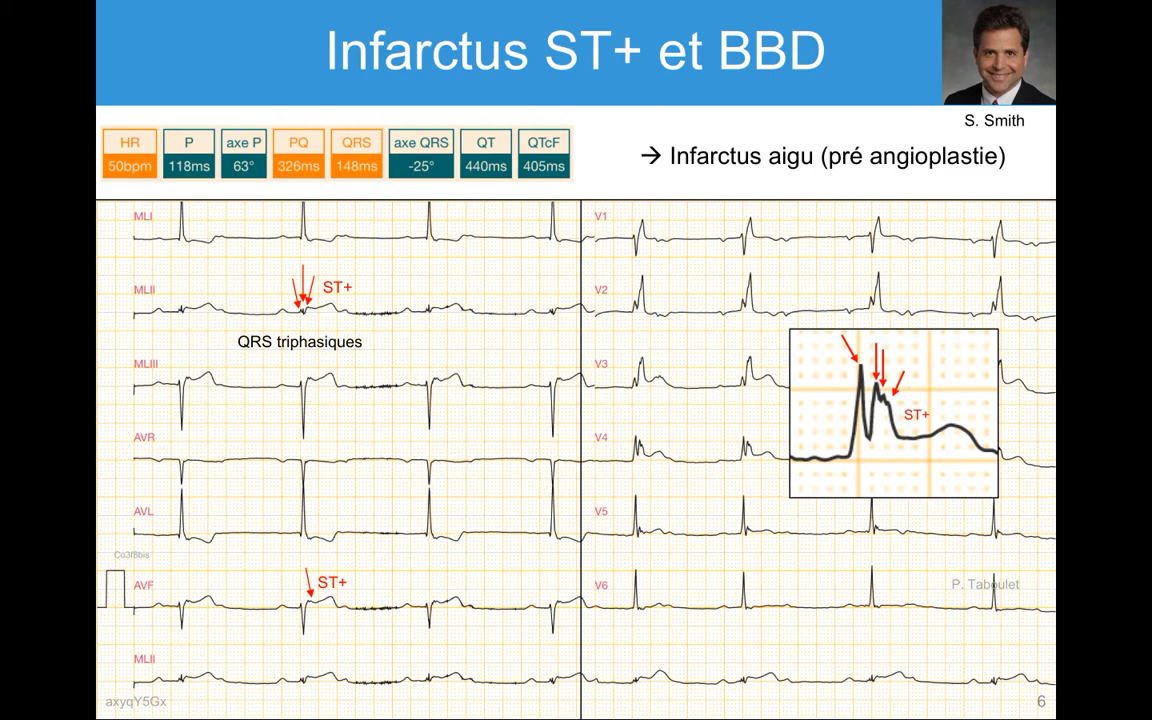 Infarctus ST+ et BBD
S. Smith
HR P axe P PQ QRS axe QRS QT QTcF
50bpm 118ms 63° 326ms 148ms -25° 440ms 405ms
→ Infarctus aigu (pré angioplastie)
MLI
V1
MLII
ST+
V2
QRS triphasiques
MLIII
V3
ST+
AVR
V4
AVL
V5
Co3f8bis
AVF
ST+
V6
P. Taboulet
MLII
axyqY5Gx
6